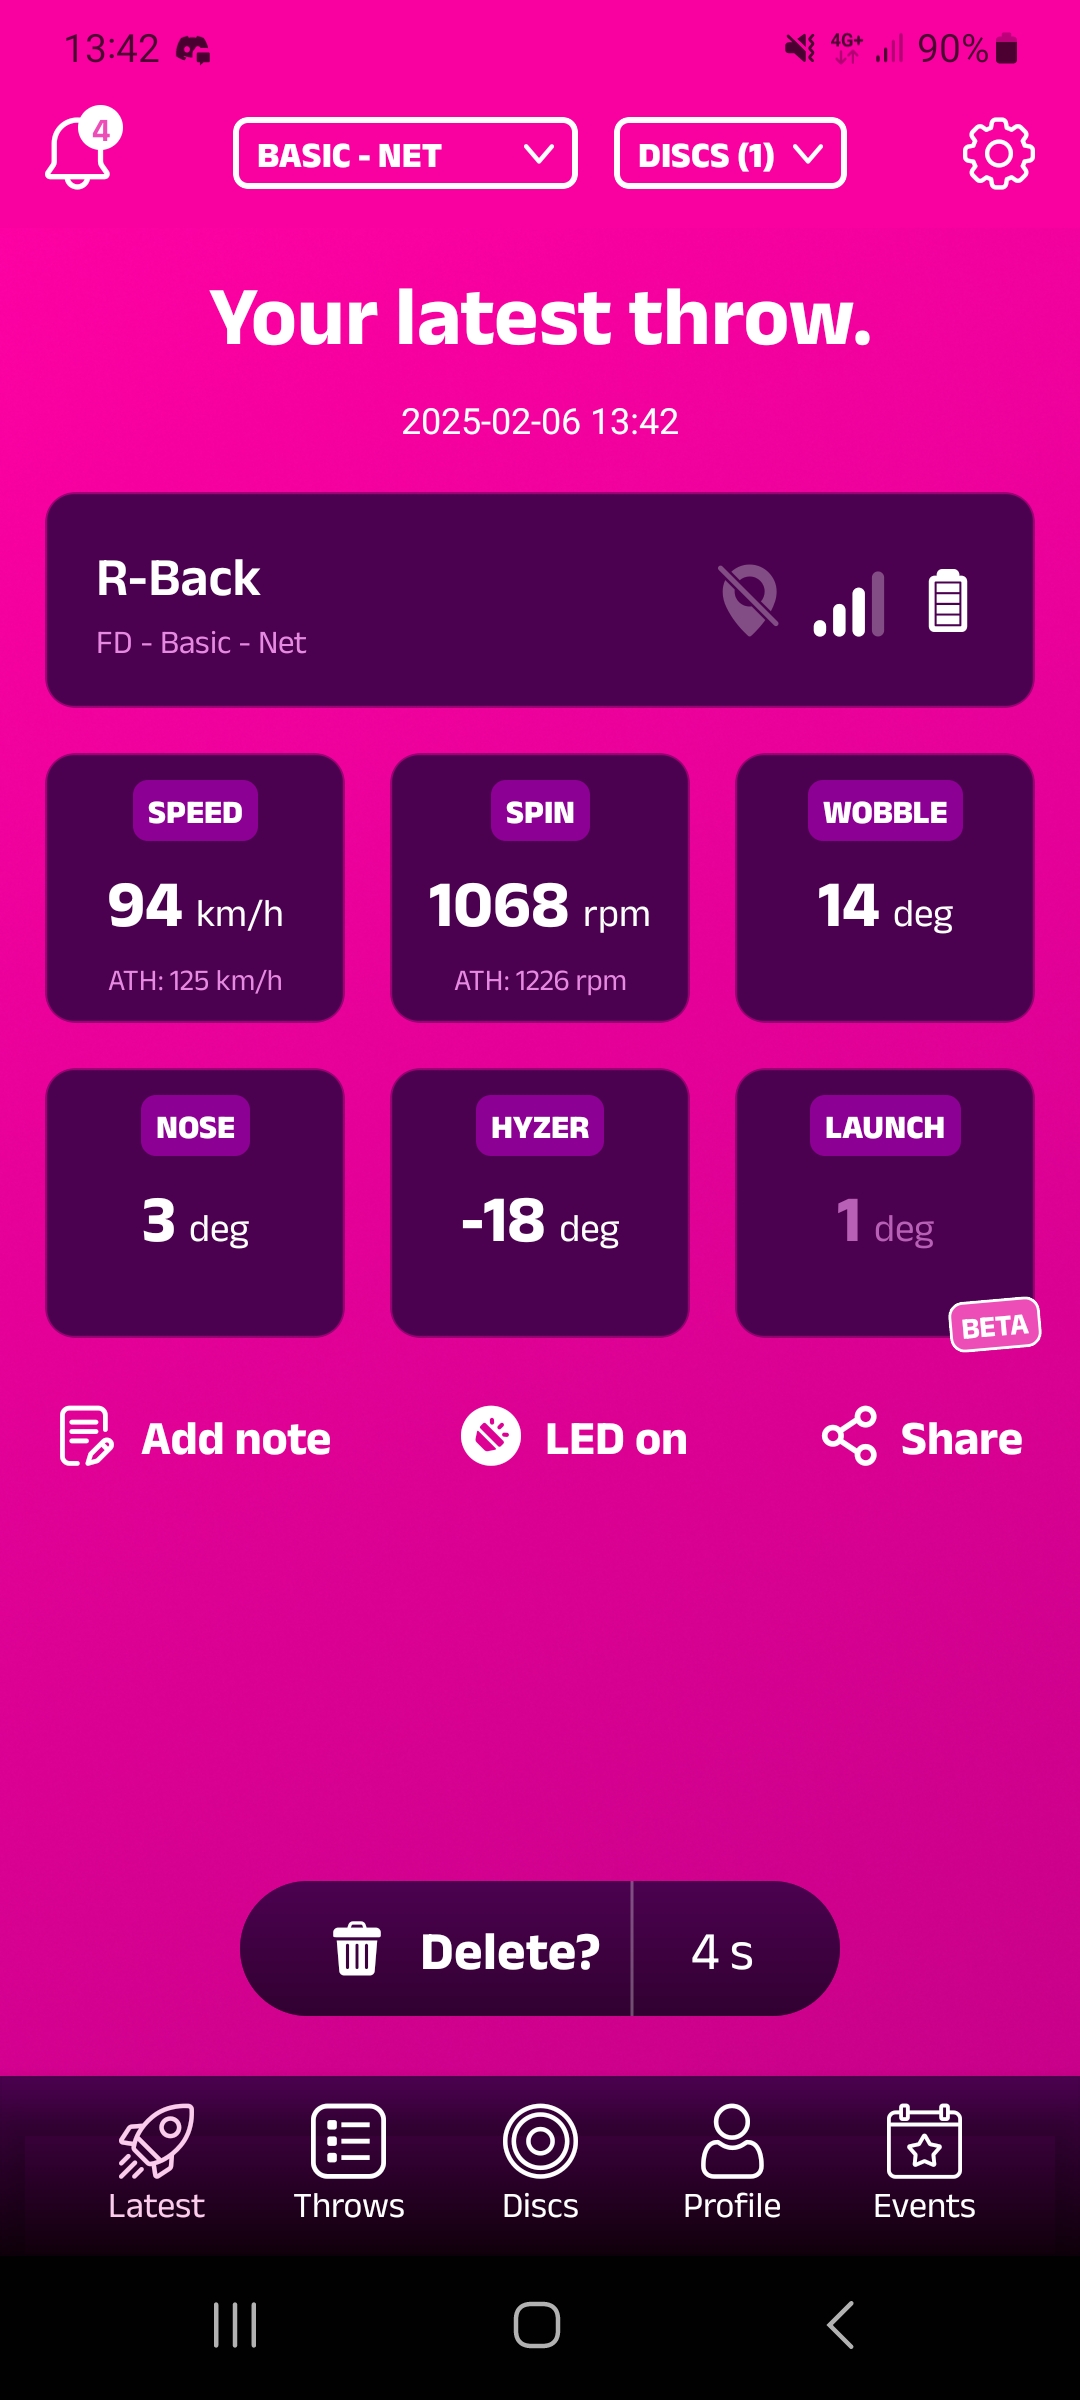 13:42 4G+ 90%
4 BASIC - NET DISCS (1)
Your latest throw.
2025-02-06 13:42
R-Back
FD - Basic - Net
SPEED SPIN WOBBLE
94 km/h 1068 rpm 14 deg
ATH: 125 km/h ATH: 1226 rpm
NOSE HYZER LAUNCH
3 deg -18 deg 1 deg
BETA
Add note LED on Share
Delete? 4 s
Latest Throws Discs Profile Events